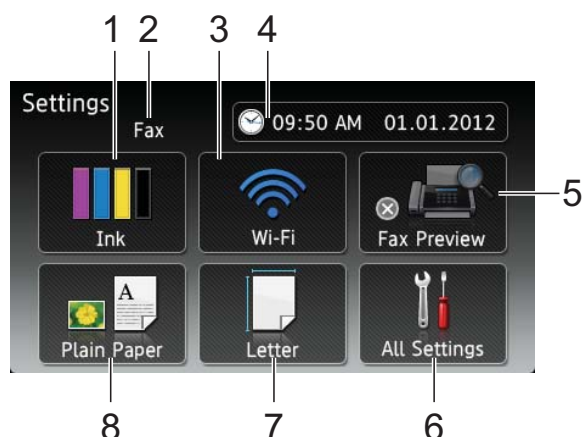 1 2 3 4
Settings
Fax
09:50 AM 01.01.2012
5
Ink Wi-Fi Fax Preview
A
Plain Paper Letter All Settings
8 7 6